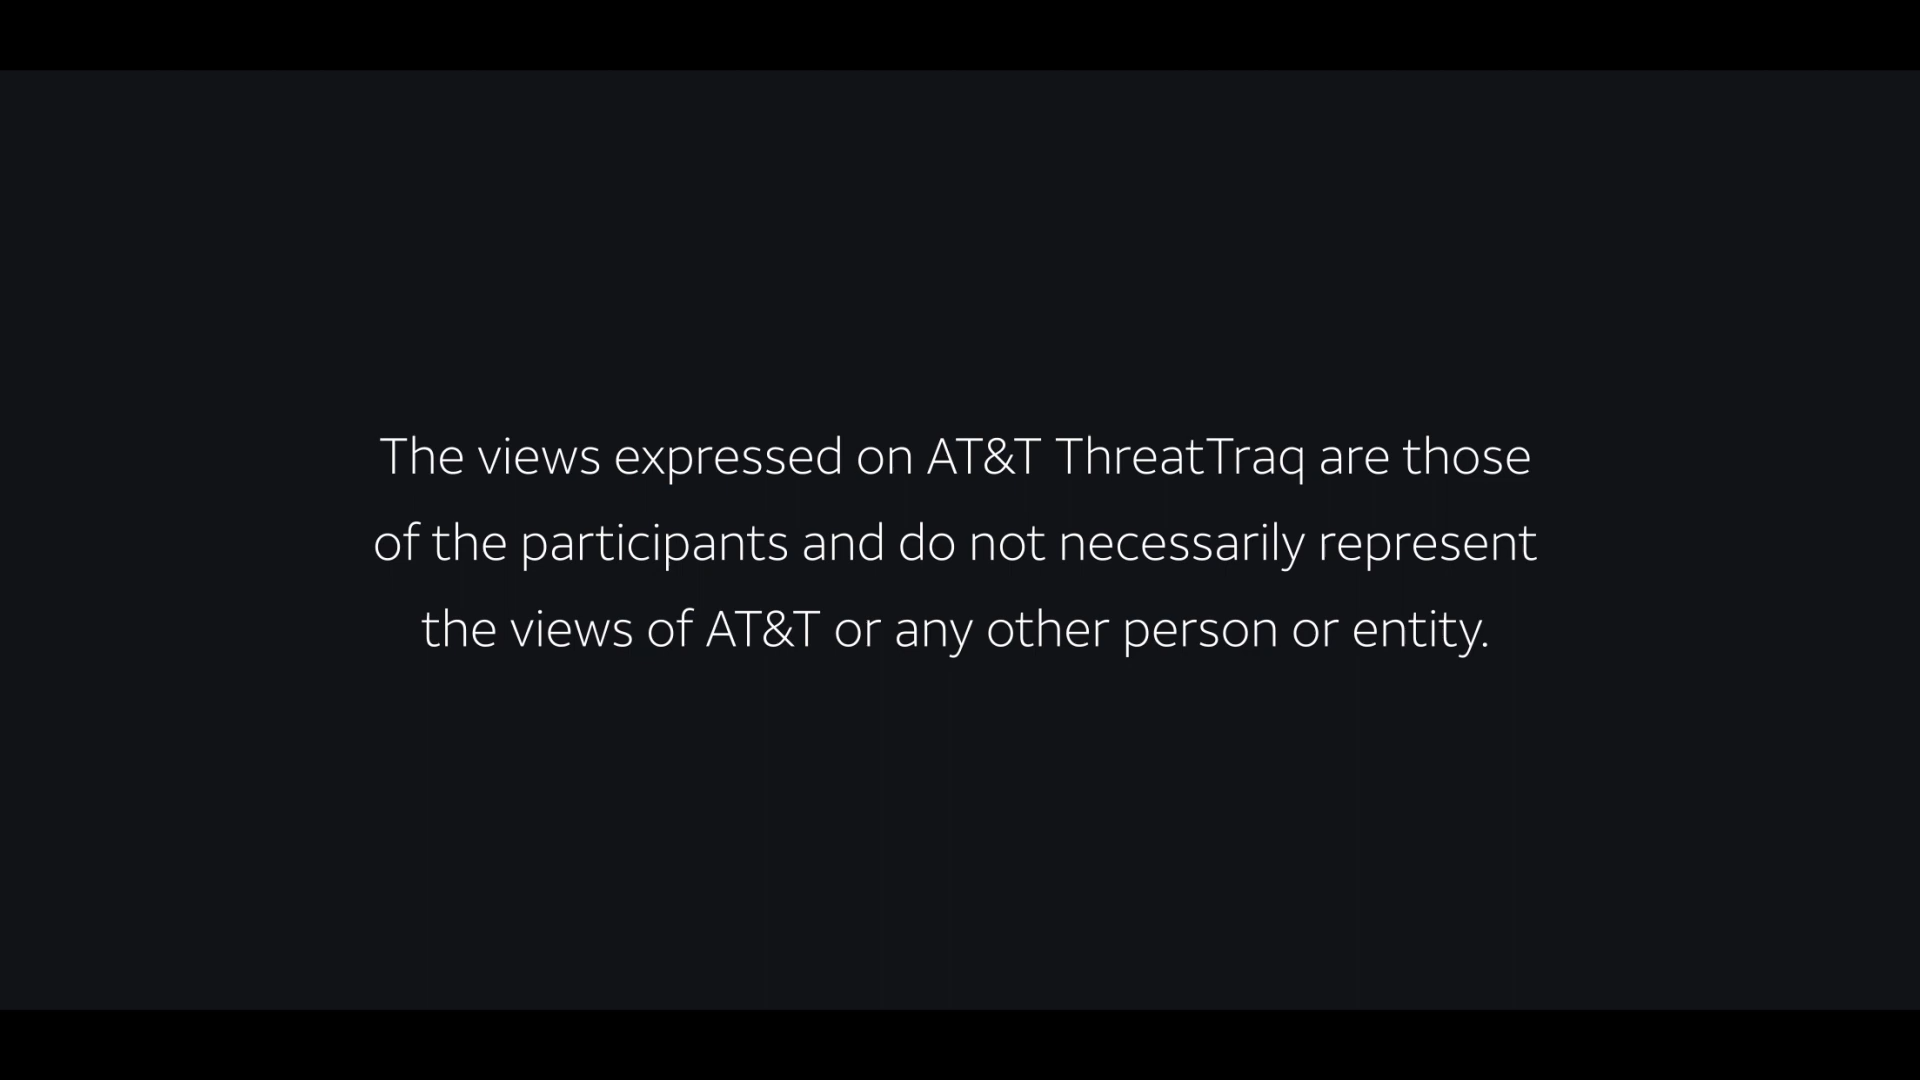 The views expressed on AT&T ThreatTraq are those
of the participants and do not necessarily represent
the views of AT&T or any other person or entity.